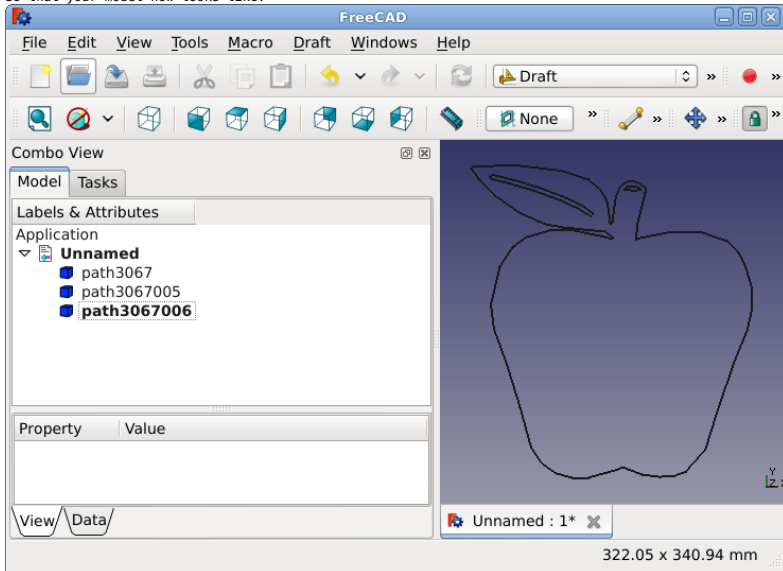 FreeCAD
File Edit View Tools Macro Draft Windows Help
Draft » »
None » » » »
Combo View
Model Tasks
Labels & Attributes
Application
Unnamed
path3067
path3067005
path3067006
Property Value
View Data
Unnamed : 1*
Y
Z
322.05 x 340.94 mm